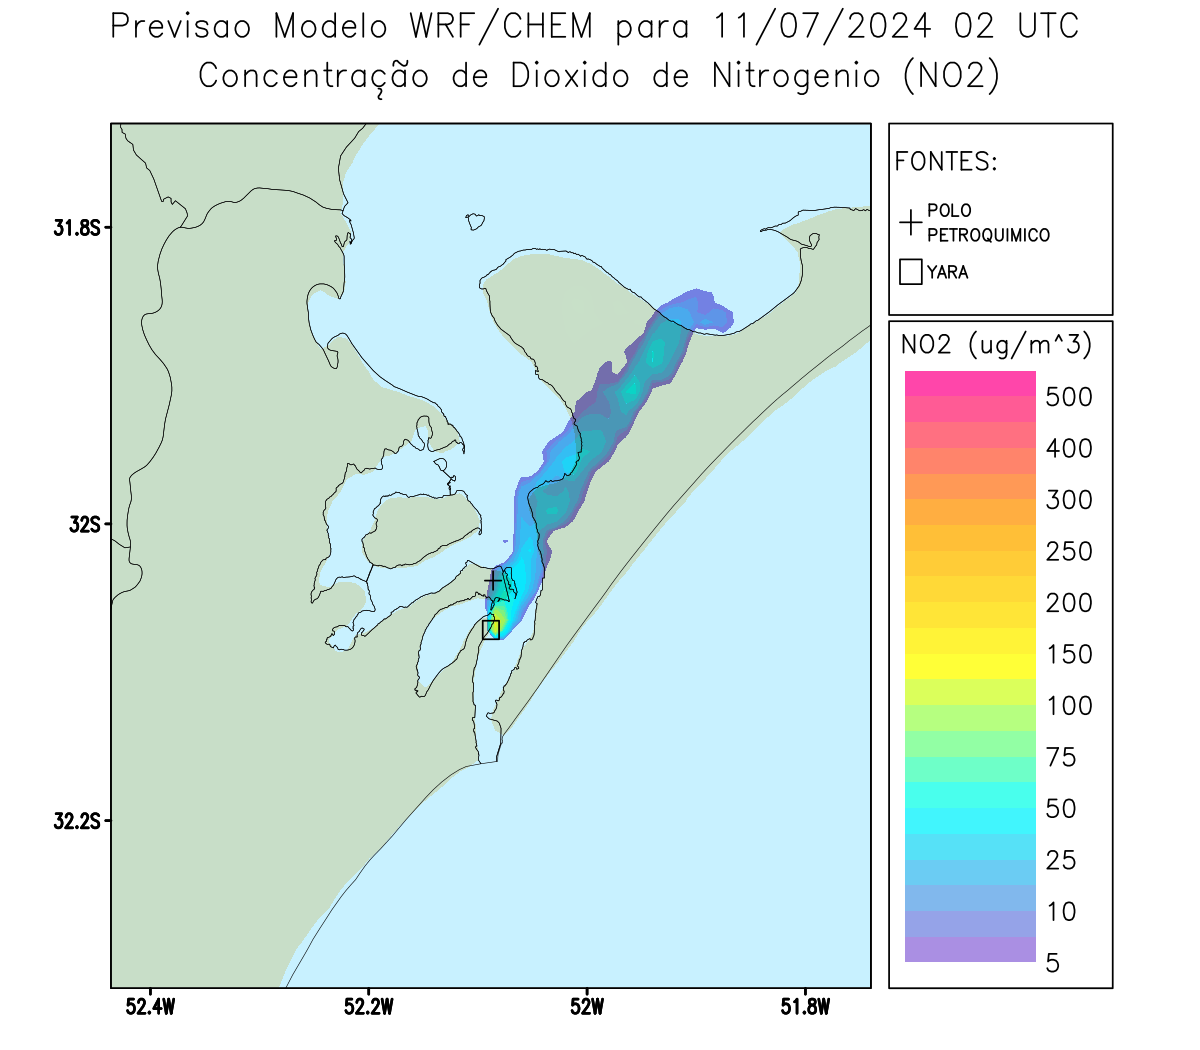 Previsao Modelo WRF/CHEM para 11/07/2024 02 UTC
Concentração de Dioxido de Nitrogenio (NO2)
FONTES:
POLO
PETROQUIMICO
YARA
NO2 (ug/m^3)
500
400
300
250
200
150
100
75
50
25
10
5
31.8S
32S
32.2S
52.4W
52.2W
52W
51.8W